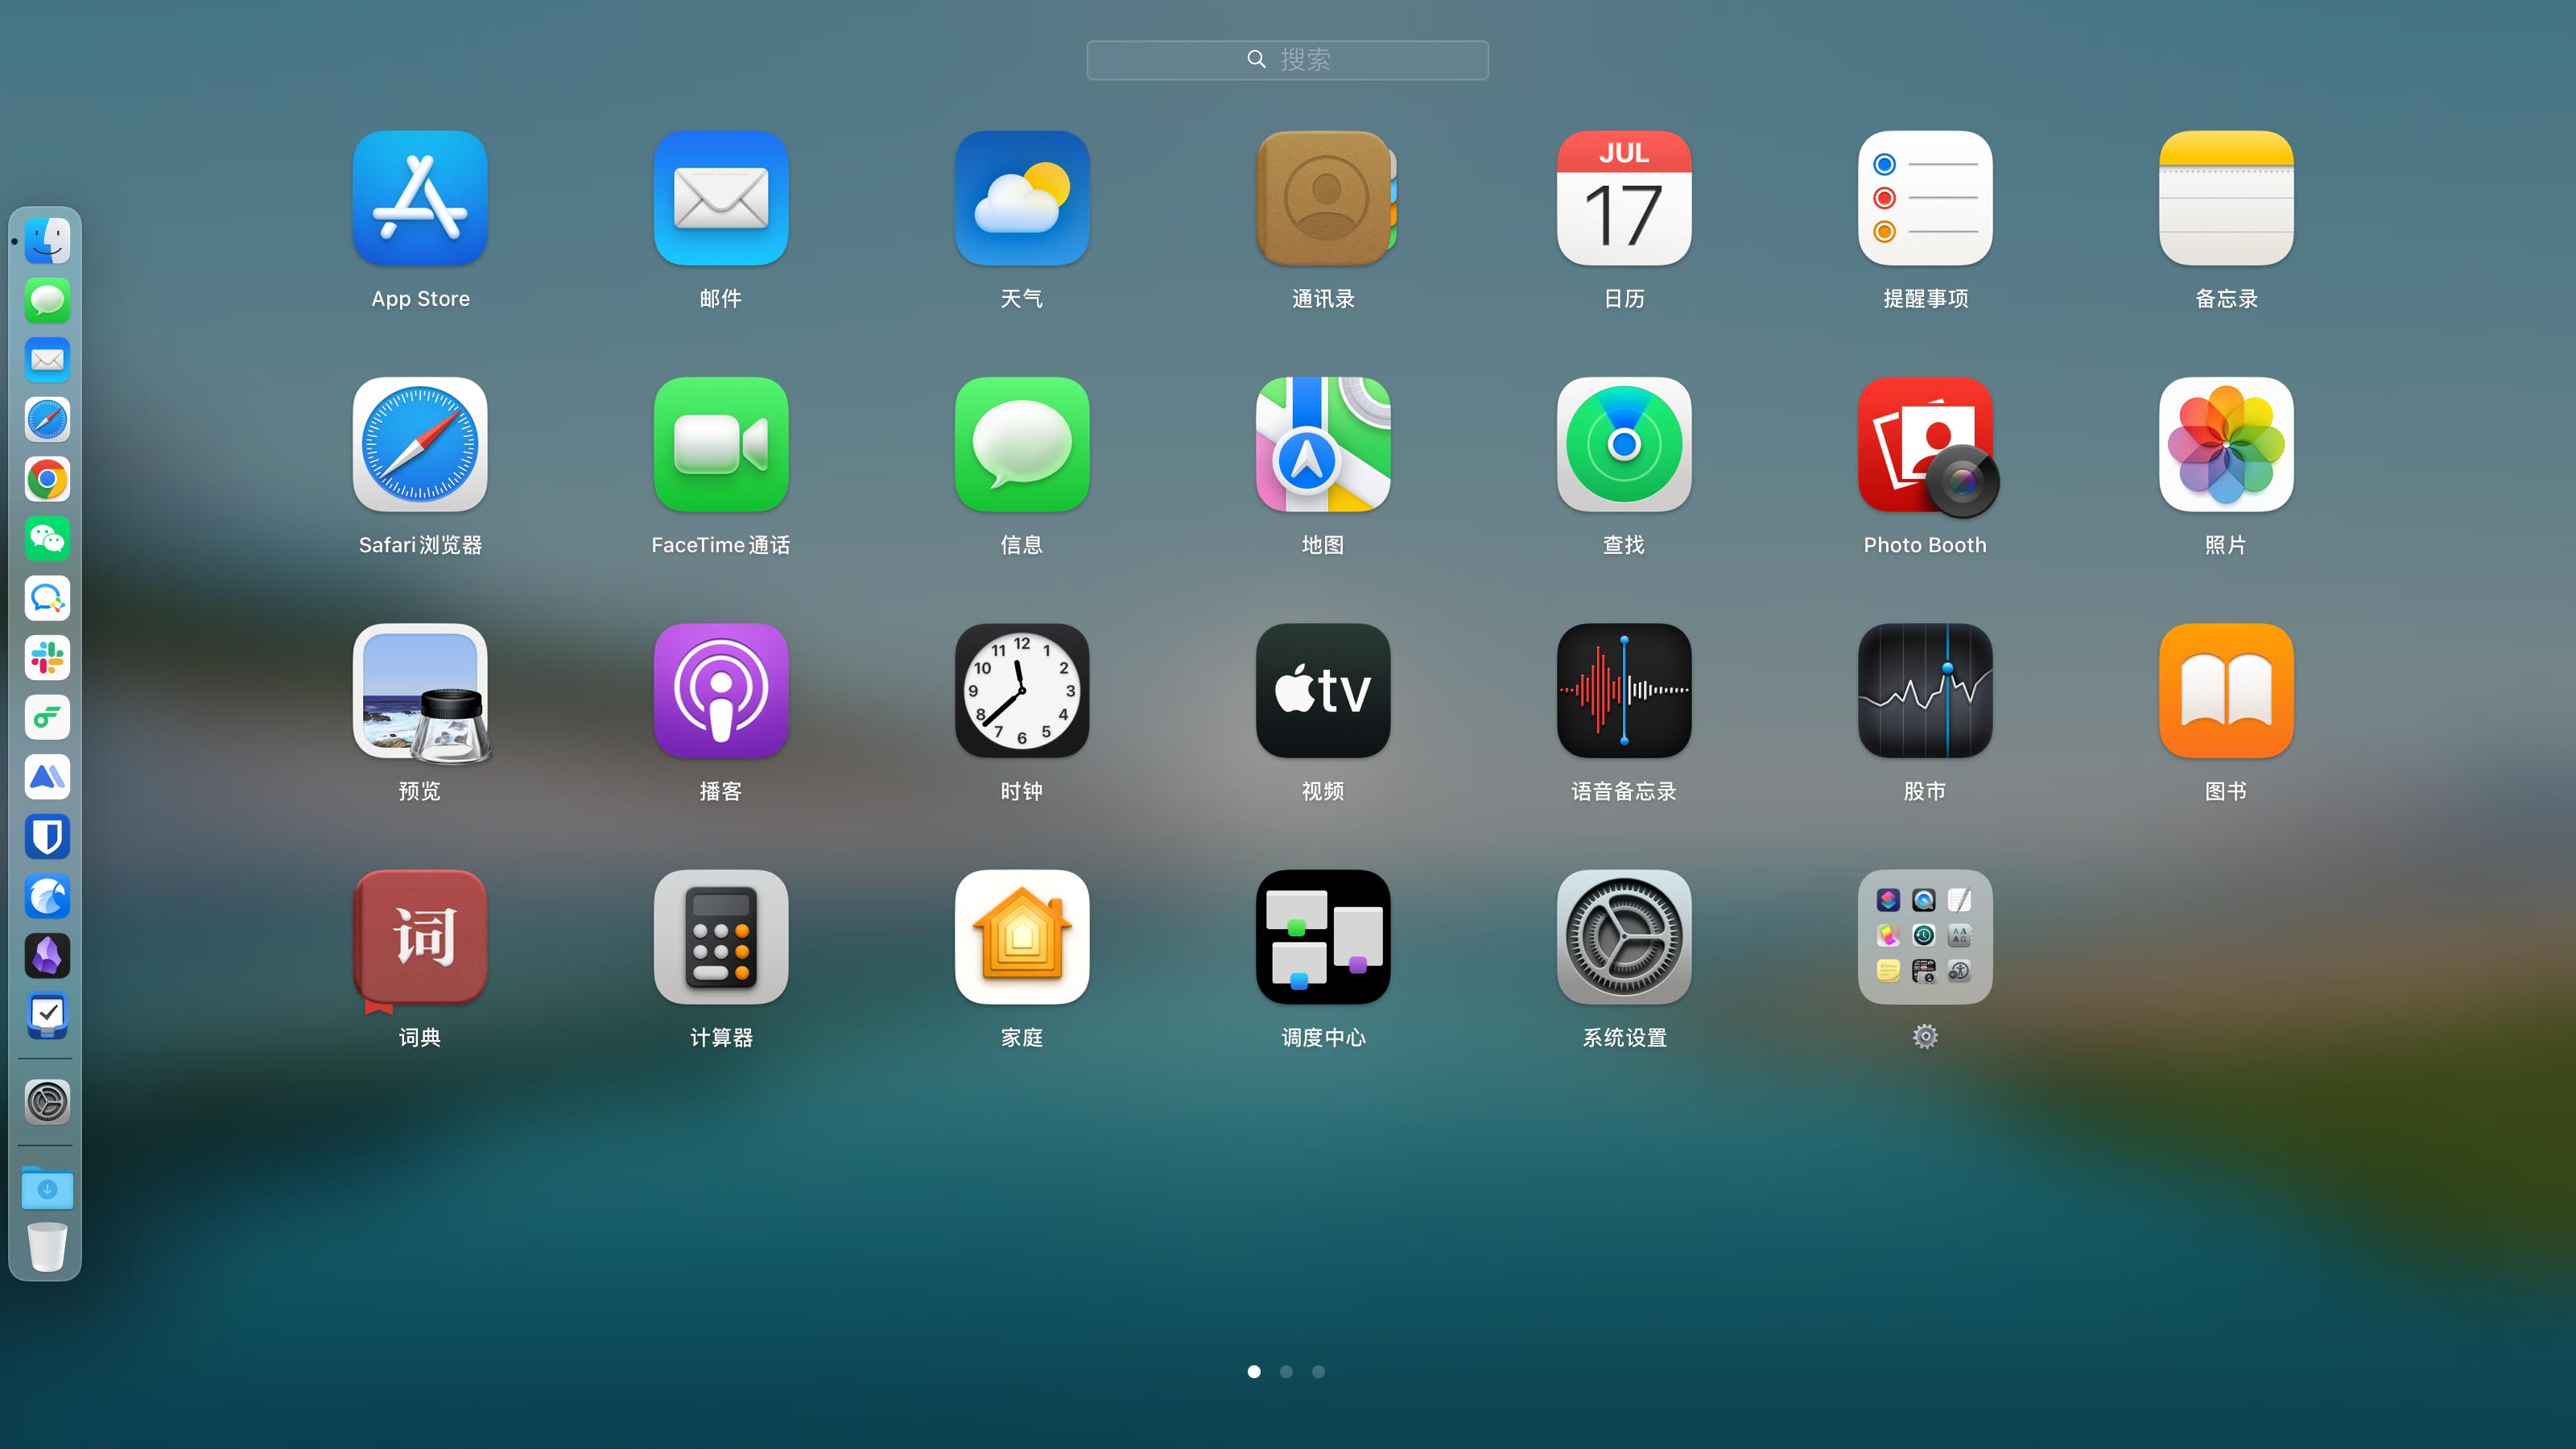 搜索
App Store
邮件
天气
通讯录
JUL
17
日历
提醒事项
备忘录
Safari 浏览器
FaceTime 通话
信息
地图
查找
Photo Booth
照片
预览
播客
12
11 1
10 2
9 3
8 4
7 5
6
时钟
tv
视频
语音备忘录
股市
图书
词
词典
计算器
家庭
调度中心
系统设置